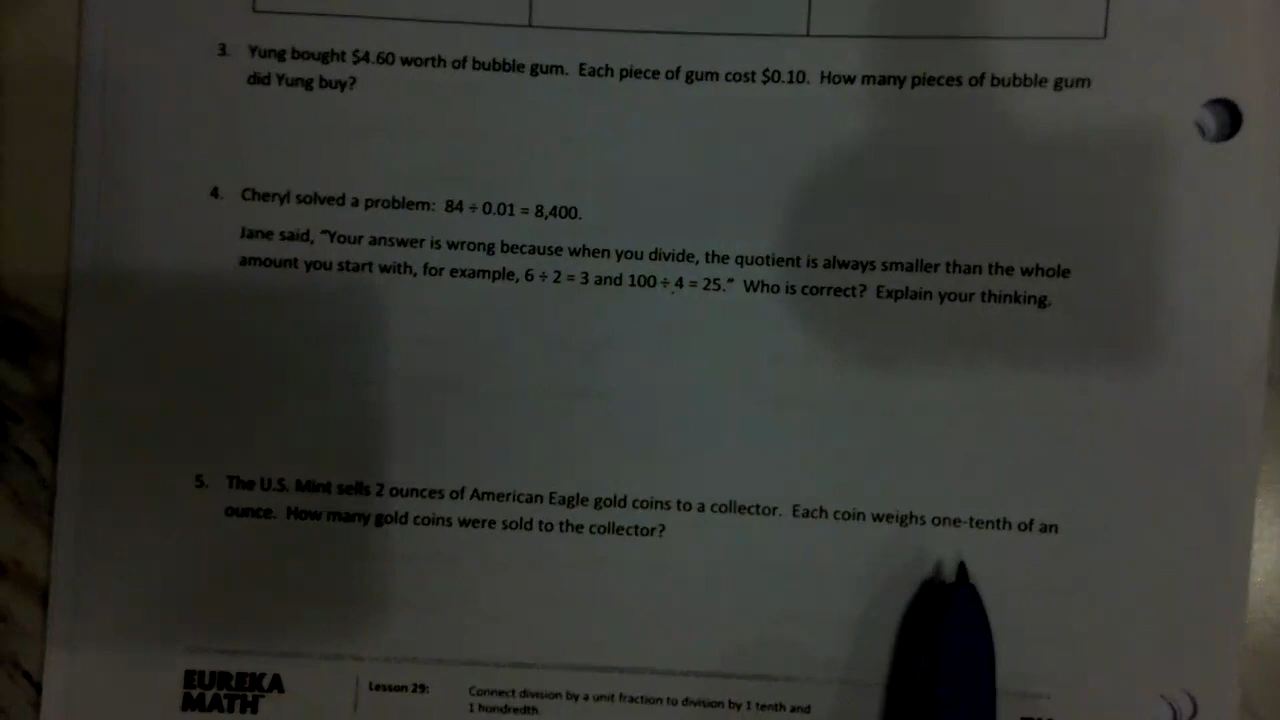 3. Yung bought $4.60 worth of bubble gum. Each piece of gum cost $0.10. How many pieces of bubble gum
did Yung buy?
4. Cheryl solved a problem: 84 ÷ 0.01 = 8,400.
Jane said, "Your answer is wrong because when you divide, the quotient is always smaller than the whole
amount you start with, for example, 6 ÷ 2 = 3 and 100 ÷ 4 = 25." Who is correct? Explain your thinking.
5. The U.S. Mint sells 2 ounces of American Eagle gold coins to a collector. Each coin weighs one-tenth of an
ounce. How many gold coins were sold to the collector?
EUREKA
MATH™
Lesson 29:
Connect division by a unit fraction to division by 1 tenth and
1 hundredth